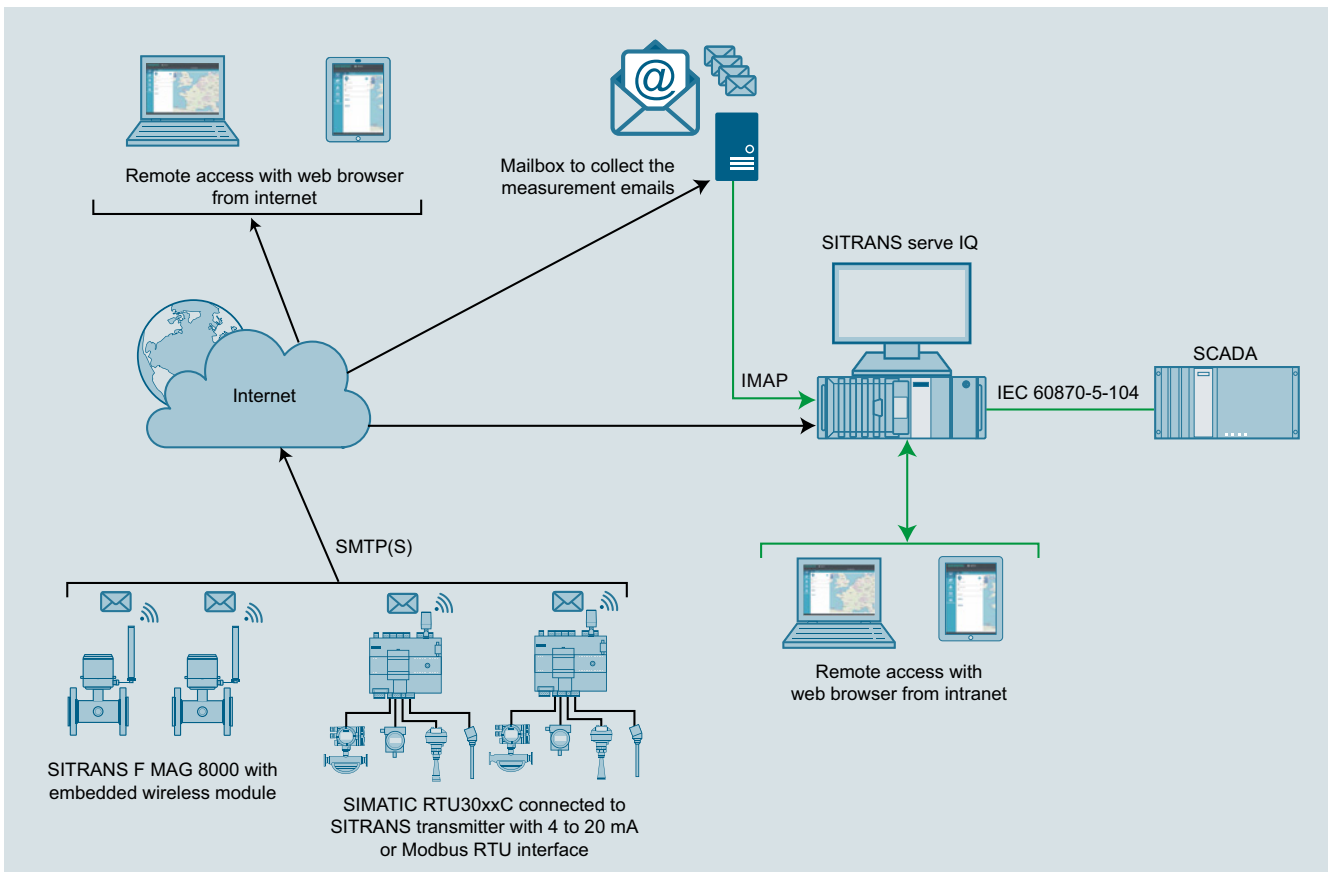 @
Remote access with web browser
from internet
Mailbox to collect the
measurement emails
SITRANS serve IQ
SCADA
IMAP
IEC 60870-5-104
Internet
SMTP(S)
Remote access with
web browser from intranet
SITRANS F MAG 8000 with
embedded wireless module
SIMATIC RTU30xxC connected to
SITRANS transmitter with 4 to 20 mA
or Modbus RTU interface